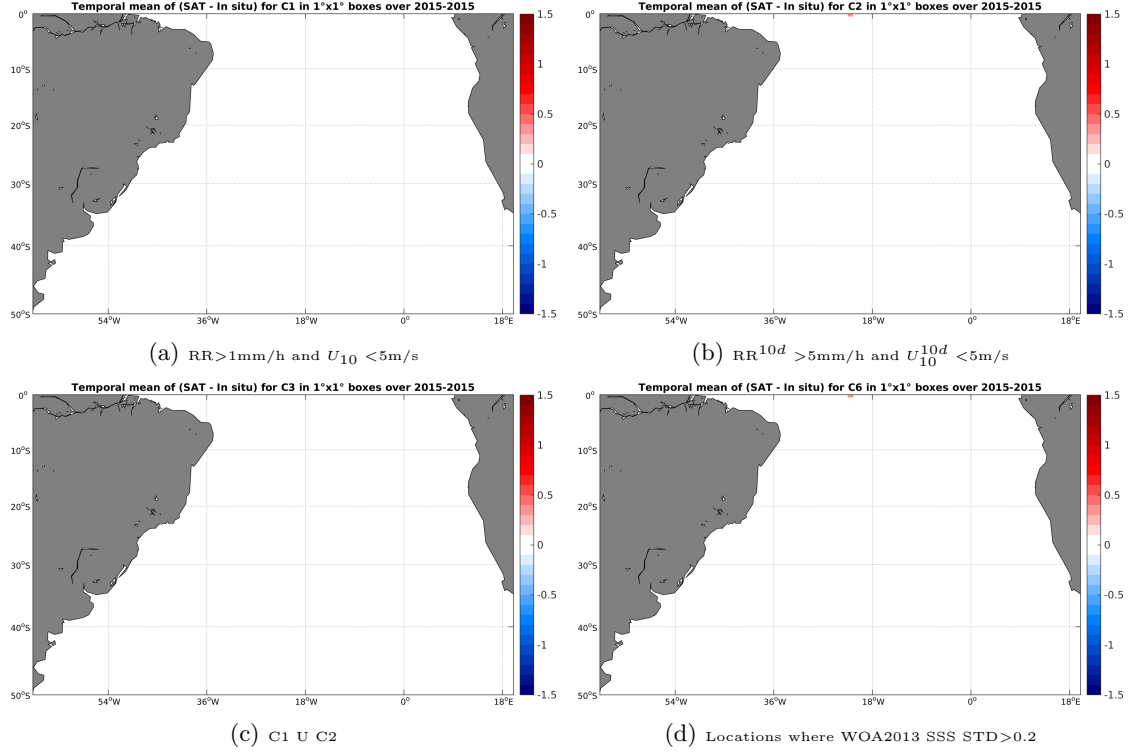 Temporal mean of (SAT - In situ) for C1 in 1°x1° boxes over 2015-2015
0°
10°S
20°S
30°S
40°S
50°S
54°W
36°W
18°W
0°
18°E
1.5
1
0.5
0
-0.5
-1
-1.5
(a) RR>1mm/h and U10 <5m/s
Temporal mean of (SAT - In situ) for C2 in 1°x1° boxes over 2015-2015
0°
10°S
20°S
30°S
40°S
50°S
54°W
36°W
18°W
0°
18°E
1.5
1
0.5
0
-0.5
-1
-1.5
(b) RR^10d >5mm/h and U_10^10d <5m/s
Temporal mean of (SAT - In situ) for C3 in 1°x1° boxes over 2015-2015
0°
10°S
20°S
30°S
40°S
50°S
54°W
36°W
18°W
0°
18°E
1.5
1
0.5
0
-0.5
-1
-1.5
(c) C1 U C2
Temporal mean of (SAT - In situ) for C6 in 1°x1° boxes over 2015-2015
0°
10°S
20°S
30°S
40°S
50°S
54°W
36°W
18°W
0°
18°E
1.5
1
0.5
0
-0.5
-1
-1.5
(d) Locations where WOA2013 SSS STD>0.2